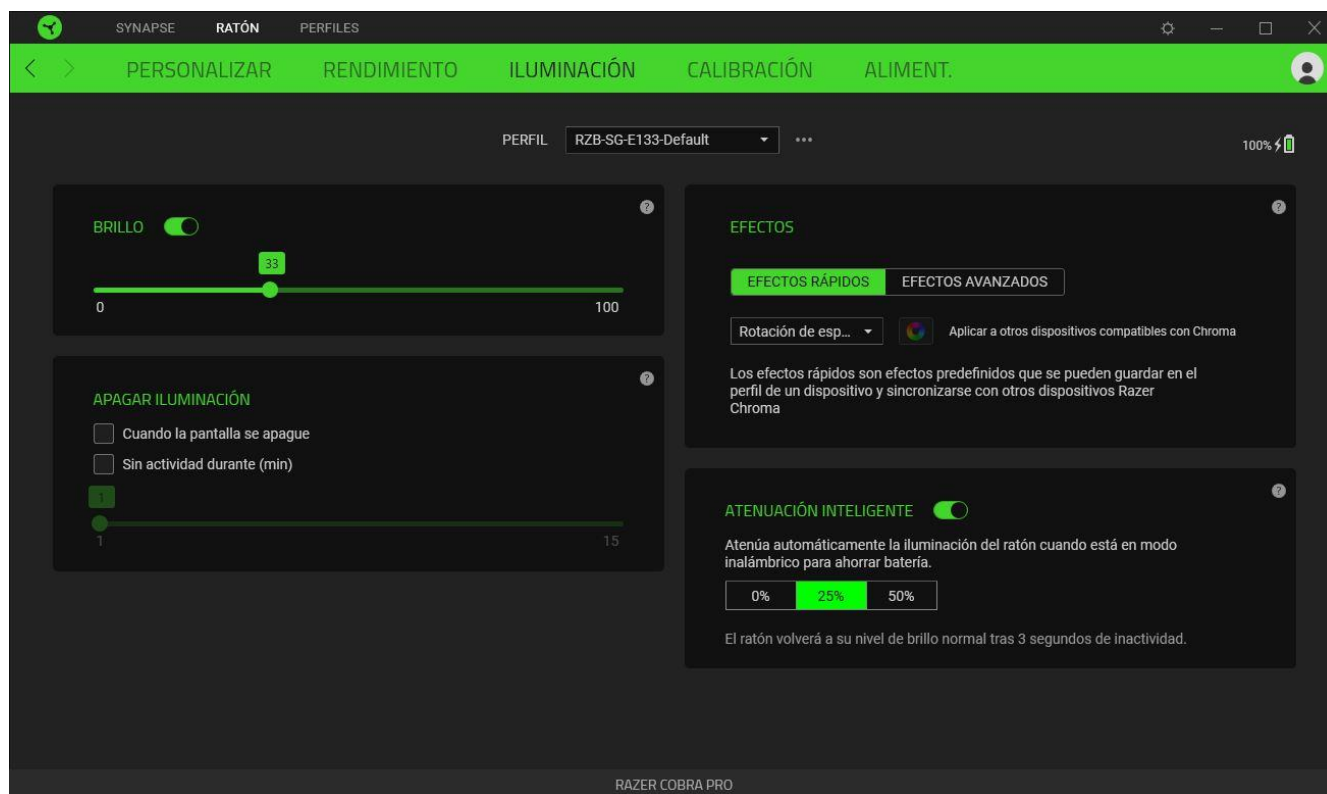 SYNAPSE RATÓN PERFILES
PERSONALIZAR RENDIMIENTO ILUMINACIÓN CALIBRACIÓN ALIMENT.
PERFIL RZB-SG-E133-Default
100%
BRILLO
33
0 100
APAGAR ILUMINACIÓN
Cuando la pantalla se apague
Sin actividad durante (min)
1
1 15
EFECTOS
EFECTOS RÁPIDOS EFECTOS AVANZADOS
Rotación de esp... Aplicar a otros dispositivos compatibles con Chroma
Los efectos rápidos son efectos predefinidos que se pueden guardar en el
perfil de un dispositivo y sincronizarse con otros dispositivos Razer
Chroma
ATENUACIÓN INTELIGENTE
Atenúa automáticamente la iluminación del ratón cuando está en modo
inalámbrico para ahorrar batería.
0% 25% 50%
El ratón volverá a su nivel de brillo normal tras 3 segundos de inactividad.
RAZER COBRA PRO